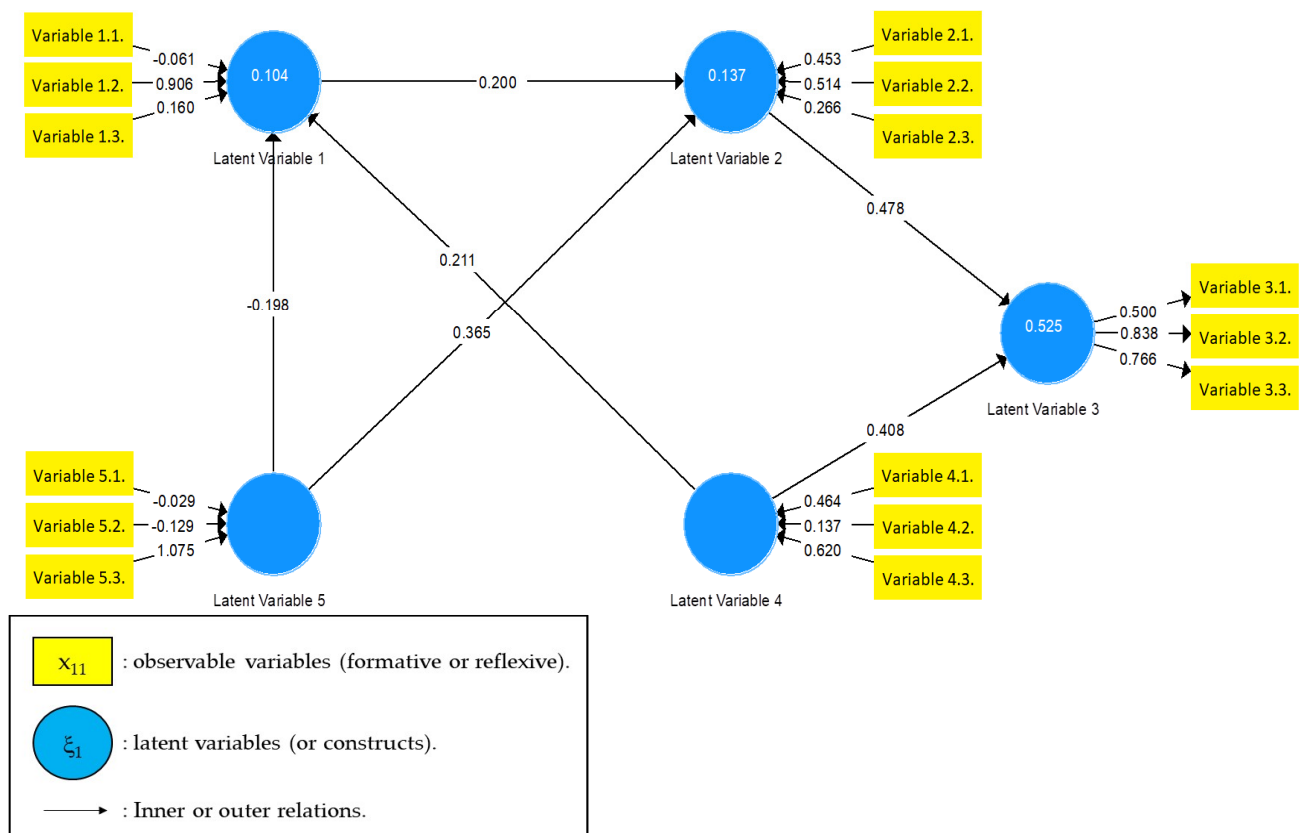 Variable 1.1.
-0.061
Variable 1.2.
0.906
Variable 1.3.
0.160
0.104
Latent Variable 1
0.200
0.137
Latent Variable 2
0.453
Variable 2.1.
0.514
Variable 2.2.
0.266
Variable 2.3.
0.478
0.211
-0.198
0.365
0.525
Latent Variable 3
0.500
Variable 3.1.
0.838
Variable 3.2.
0.766
Variable 3.3.
0.408
Variable 5.1.
-0.029
Variable 5.2.
-0.129
Variable 5.3.
1.075
Latent Variable 5
Latent Variable 4
0.464
Variable 4.1.
0.137
Variable 4.2.
0.620
Variable 4.3.
x11 : observable variables (formative or reflexive).
ξ1 : latent variables (or constructs).
: Inner or outer relations.